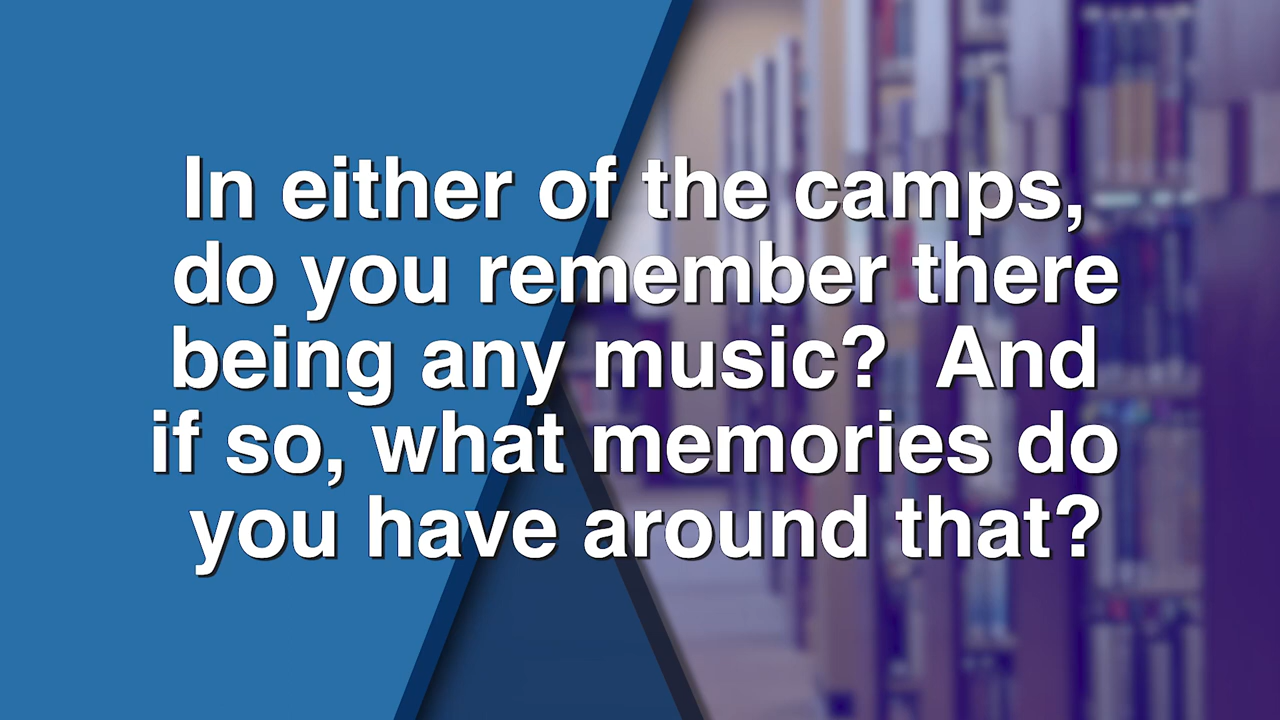 In either of the camps,
do you remember there
being any music?  And
if so, what memories do
you have around that?